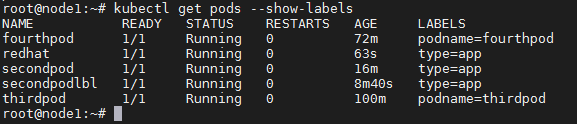 root@node1:~# kubectl get pods --show-labels
NAME READY STATUS RESTARTS AGE LABELS
fourthpod 1/1 Running 0 72m podname=fourthpod
redhat 1/1 Running 0 63s type=app
secondpod 1/1 Running 0 16m type=app
secondpodlbl 1/1 Running 0 8m40s type=app
thirdpod 1/1 Running 0 100m podname=thirdpod
root@node1:~#